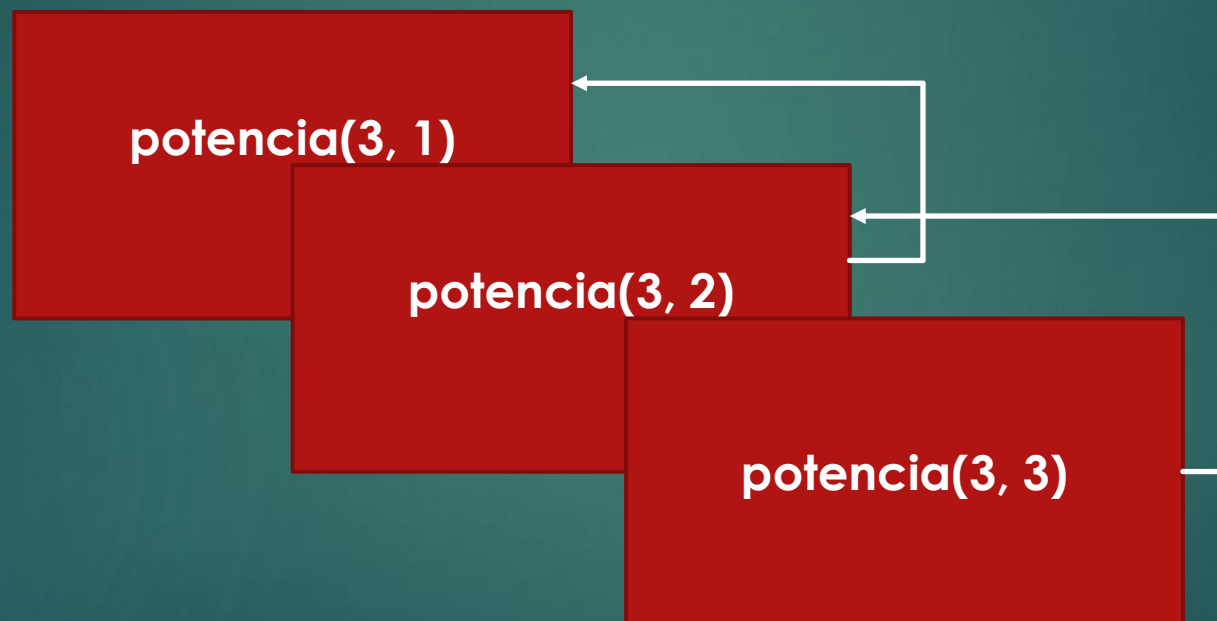 potencia(3, 1)
potencia(3, 2)
potencia(3, 3)